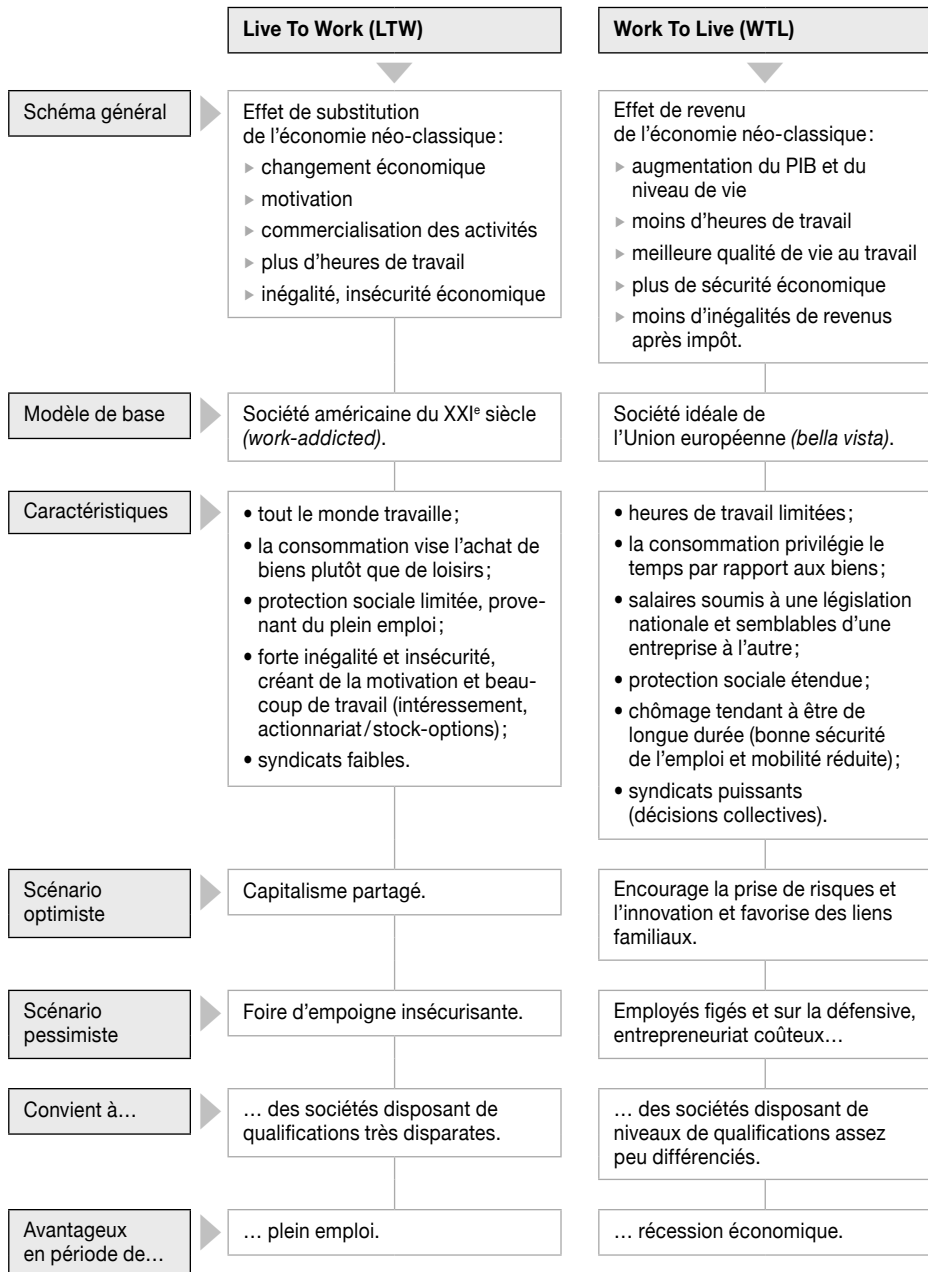 Live To Work (LTW)
Work To Live (WTL)
Schéma général
Effet de substitution
de l'économie néo-classique :
▸ changement économique
▸ motivation
▸ commercialisation des activités
▸ plus d'heures de travail
▸ inégalité, insécurité économique
Effet de revenu
de l'économie néo-classique :
▸ augmentation du PIB et du
niveau de vie
▸ moins d'heures de travail
▸ meilleure qualité de vie au travail
▸ plus de sécurité économique
▸ moins d'inégalités de revenus
après impôt.
Modèle de base
Société américaine du XXIe siècle
(work-addicted).
Société idéale de
l'Union européenne (bella vista).
Caractéristiques
• tout le monde travaille ;
• la consommation vise l'achat de
biens plutôt que de loisirs ;
• protection sociale limitée, prove-
nant du plein emploi ;
• forte inégalité et insécurité,
créant de la motivation et beau-
coup de travail (intéressement,
actionnariat/stock-options) ;
• syndicats faibles.
• heures de travail limitées ;
• la consommation privilégie le
temps par rapport aux biens ;
• salaires soumis à une législation
nationale et semblables d'une
entreprise à l'autre ;
• protection sociale étendue ;
• chômage tendant à être de
longue durée (bonne sécurité
de l'emploi et mobilité réduite) ;
• syndicats puissants
(décisions collectives).
Scénario
optimiste
Capitalisme partagé.
Encourage la prise de risques et
l'innovation et favorise des liens
familiaux.
Scénario
pessimiste
Foire d'empoigne insécurisante.
Employés figés et sur la défensive,
entrepreneuriat coûteux…
Convient à…
… des sociétés disposant de
qualifications très disparates.
… des sociétés disposant de
niveaux de qualifications assez
peu différenciés.
Avantageux
en période de…
… plein emploi.
… récession économique.